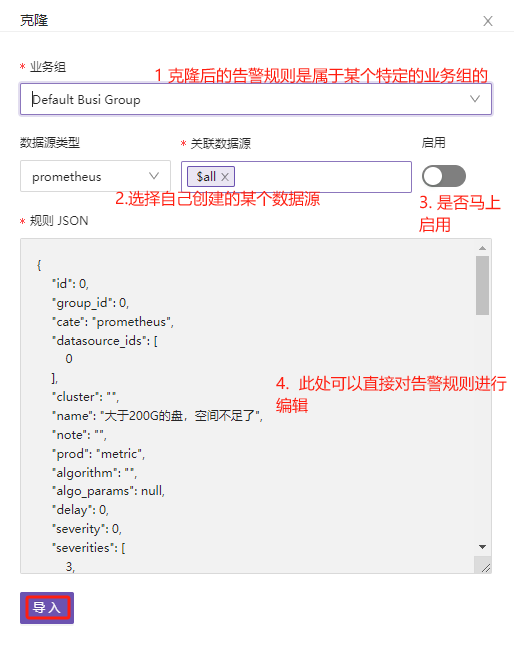 克隆
* 业务组
1 克隆后的告警规则是属于某个特定的业务组的
Default Busi Group
数据源类型
* 关联数据源
启用
prometheus
$all
2.选择自己创建的某个数据源
3. 是否马上
启用
* 规则 JSON
{
"id": 0,
"group_id": 0,
"cate": "prometheus",
"datasource_ids": [
0
],
"cluster": "",
"name": "大于200G的盘，空间不足了",
"note": "",
"prod": "metric",
"algorithm": "",
"algo_params": null,
"delay": 0,
"severity": 0,
"severities": [
3,
4. 此处可以直接对告警规则进行
编辑
导入